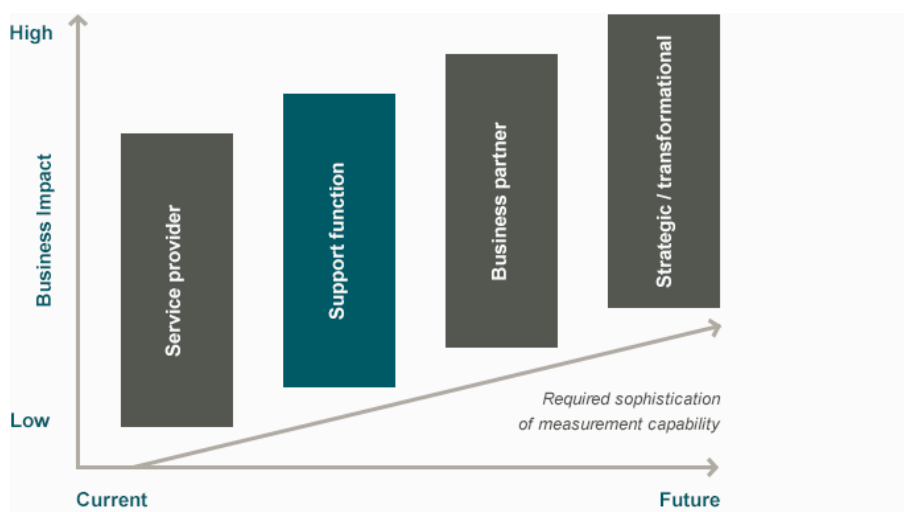 High
Business Impact
Low
Service provider
Support function
Business partner
Strategic / transformational
Required sophistication
of measurement capability
Current
Future